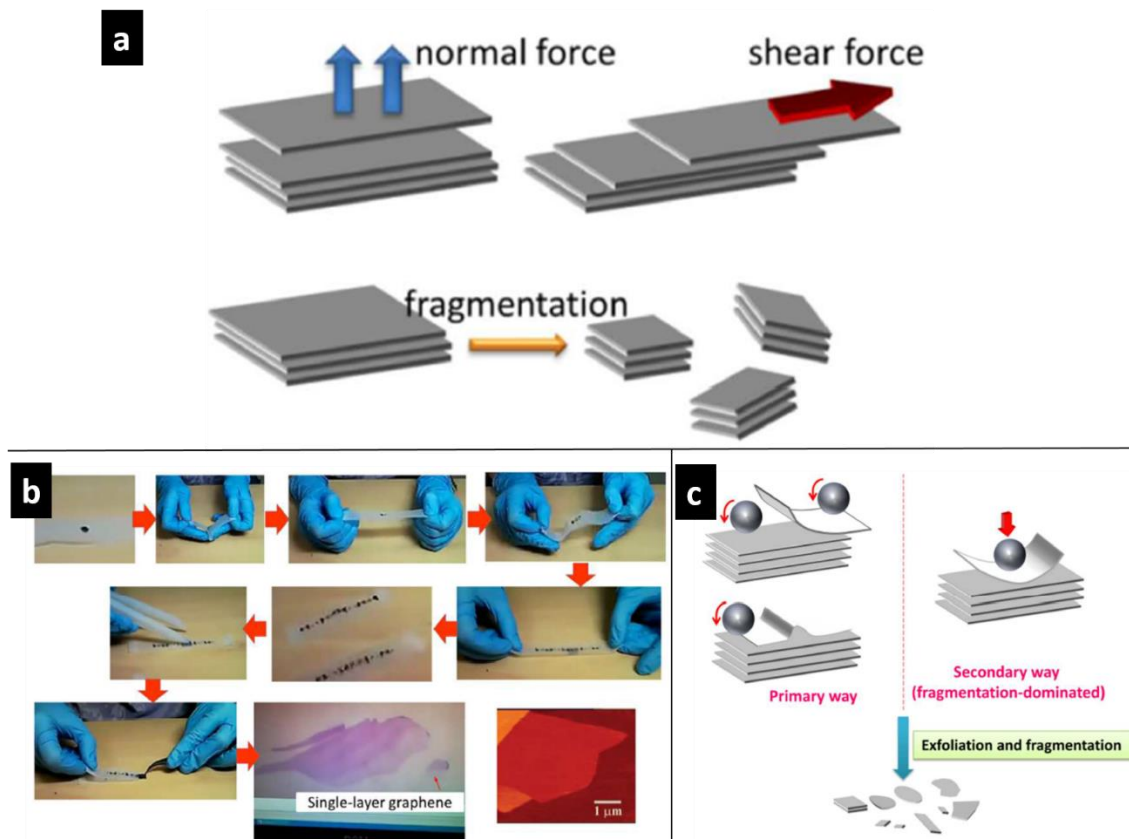 a
normal force
shear force
fragmentation
b
Single-layer graphene
1 μm
c
Primary way
Secondary way
(fragmentation-dominated)
Exfoliation and fragmentation